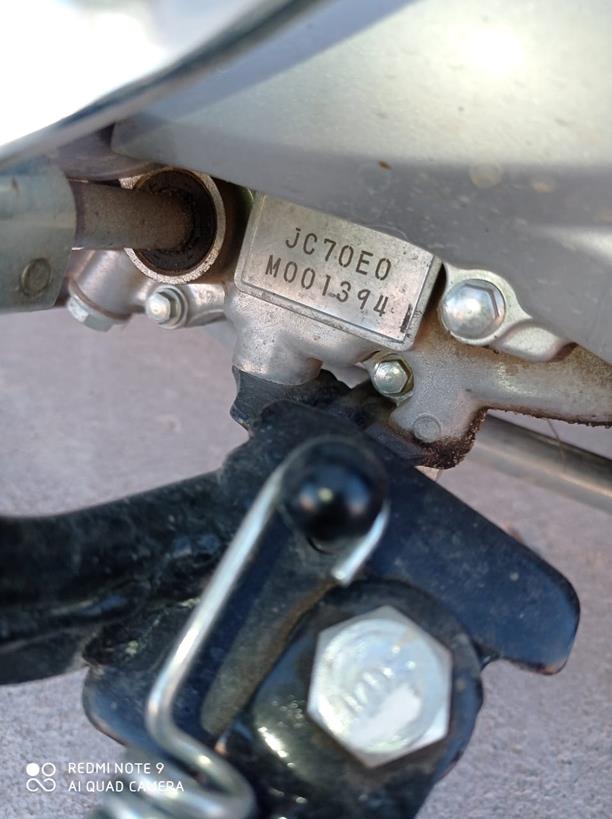 JC70E0
M001394
REDMI NOTE 9
AI QUAD CAMERA